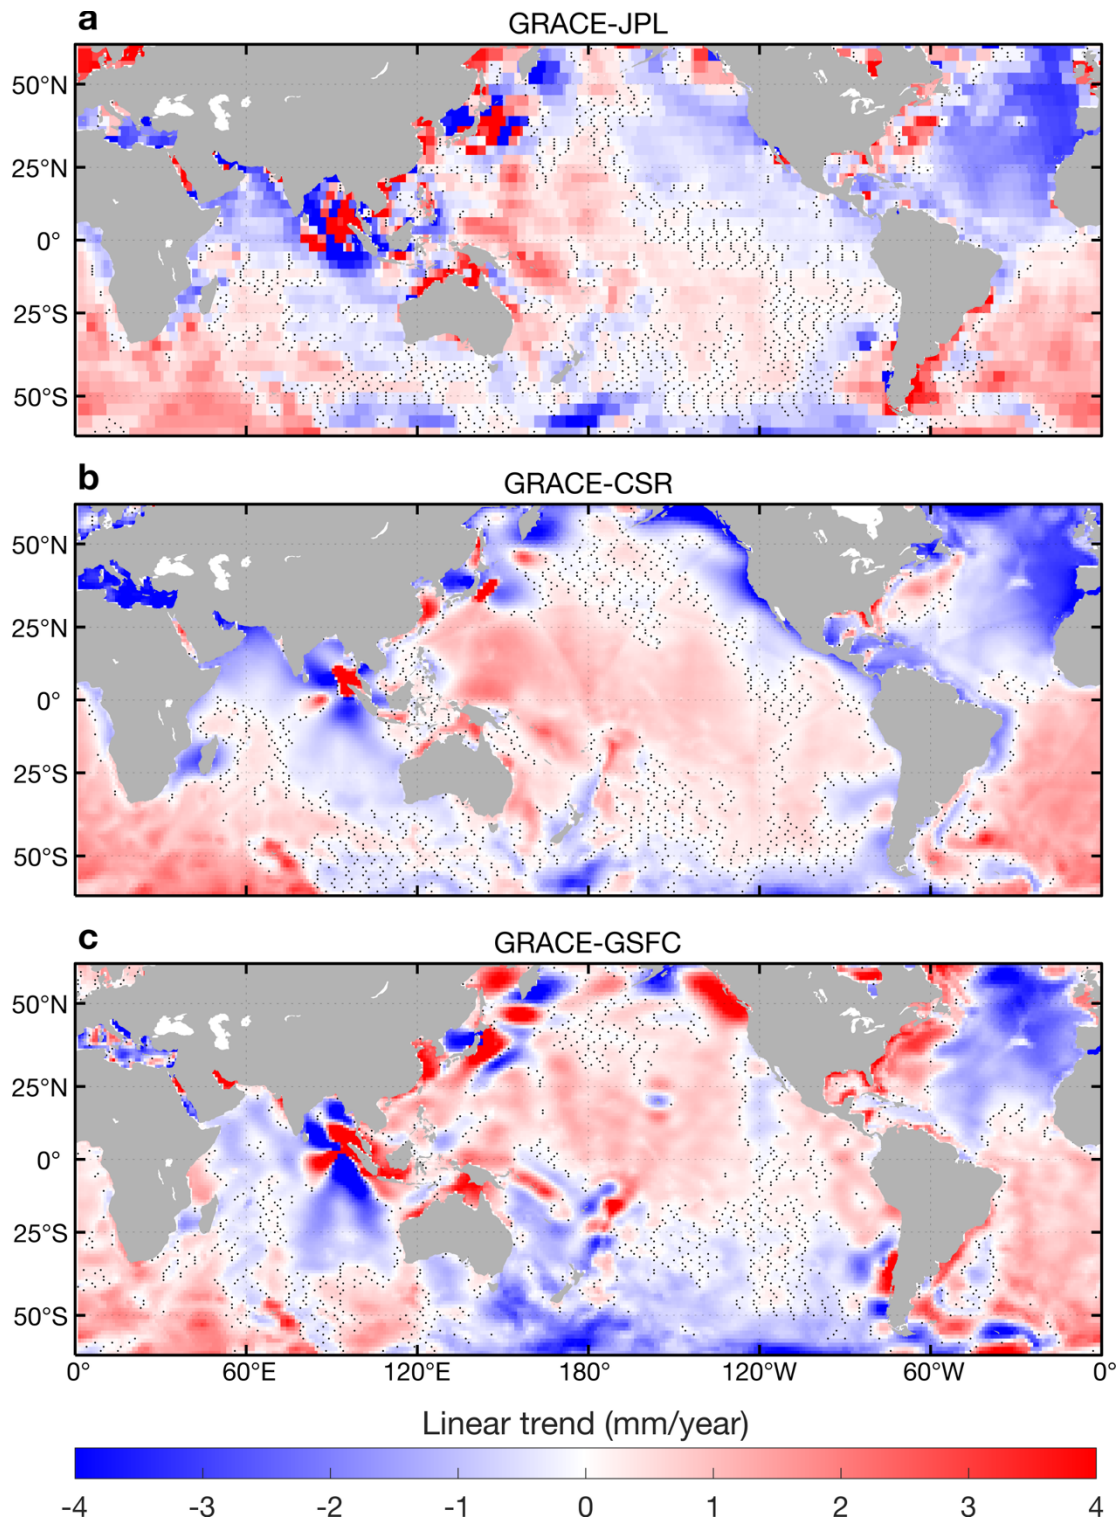 a
GRACE-JPL
50°N
25°N
0°
25°S
50°S
b
GRACE-CSR
50°N
25°N
0°
25°S
50°S
c
GRACE-GSFC
50°N
25°N
0°
25°S
50°S
0° 60°E 120°E 180° 120°W 60°W 0°
Linear trend (mm/year)
-4 -3 -2 -1 0 1 2 3 4